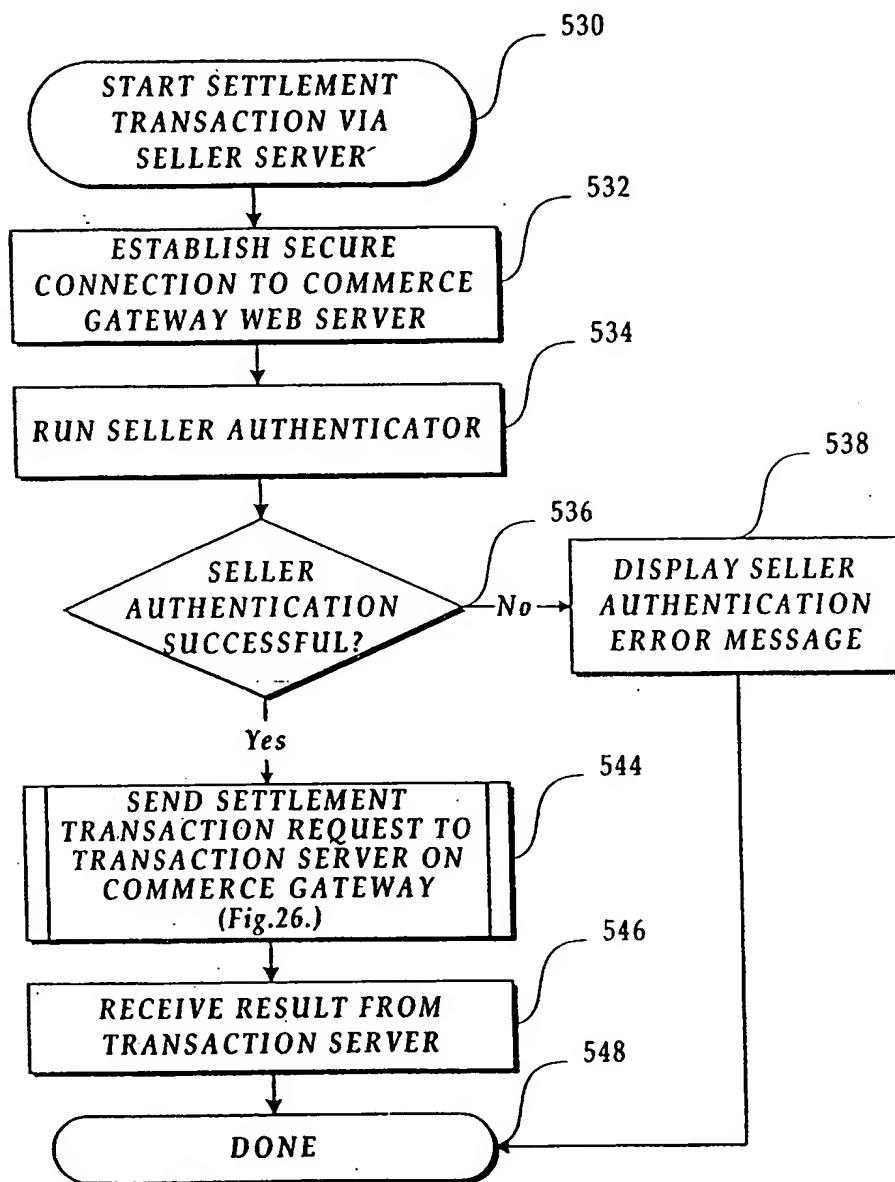 530
START SETTLEMENT
TRANSACTION VIA
SELLER SERVER
532
ESTABLISH SECURE
CONNECTION TO COMMERCE
GATEWAY WEB SERVER
534
RUN SELLER AUTHENTICATOR
536
SELLER
AUTHENTICATION
SUCCESSFUL?
No
538
DISPLAY SELLER
AUTHENTICATION
ERROR MESSAGE
Yes
544
SEND SETTLEMENT
TRANSACTION REQUEST TO
TRANSACTION SERVER ON
COMMERCE GATEWAY
(Fig.26.)
546
RECEIVE RESULT FROM
TRANSACTION SERVER
548
DONE